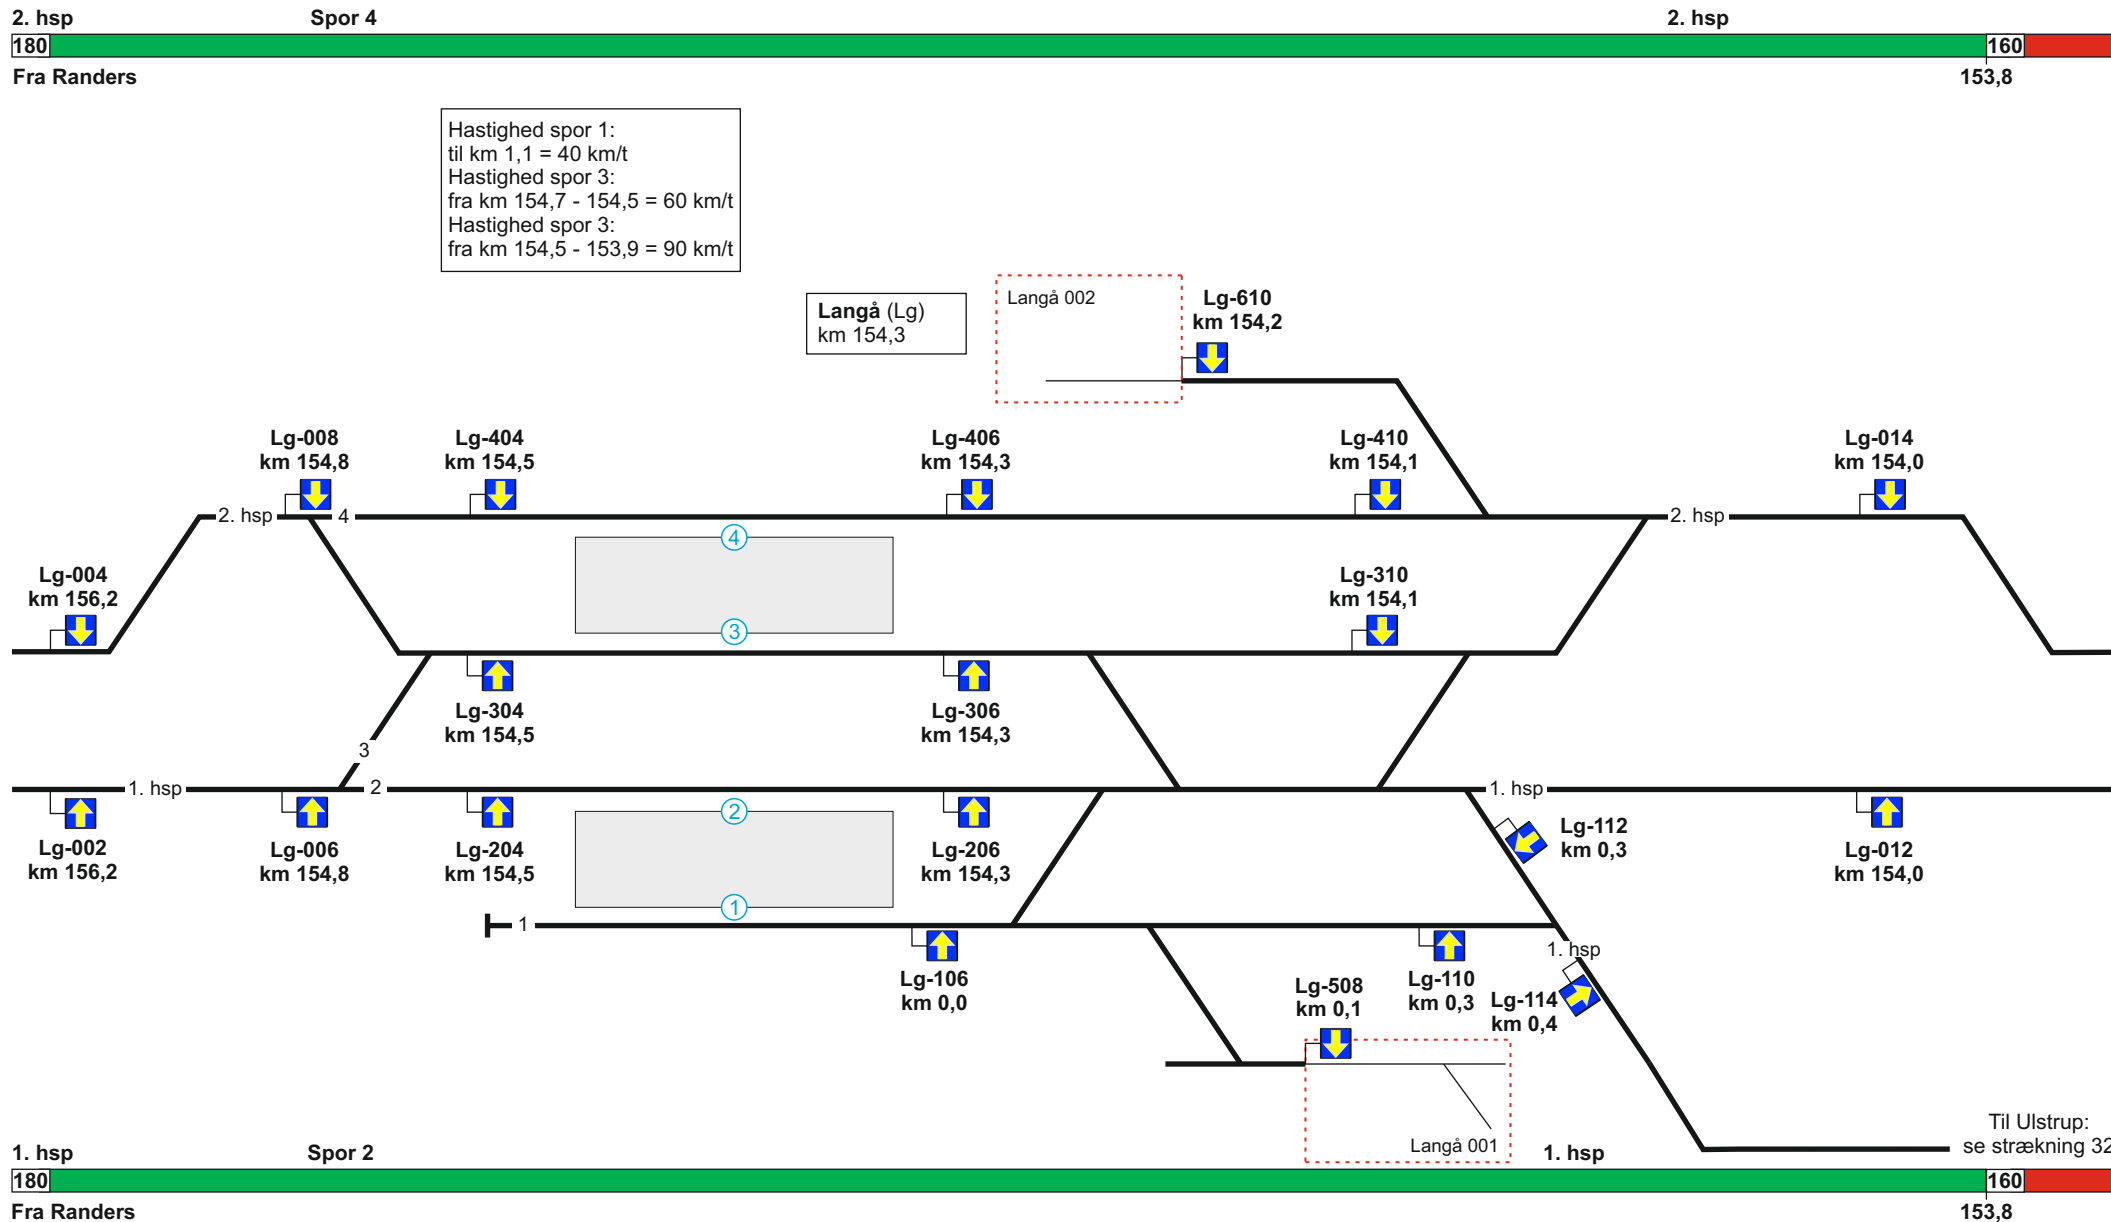 2. hsp
Spor 4
2. hsp
180
160
Fra Randers
153,8
Hastighed spor 1:
til km 1,1 = 40 km/t
Hastighed spor 3:
fra km 154,7 - 154,5 = 60 km/t
Hastighed spor 3:
fra km 154,5 - 153,9 = 90 km/t
Langå (Lg)
km 154,3
Langå 002
Lg-610
km 154,2
Lg-008
km 154,8
Lg-404
km 154,5
Lg-406
km 154,3
Lg-410
km 154,1
Lg-014
km 154,0
2. hsp
4
2. hsp
4
Lg-004
km 156,2
Lg-310
km 154,1
3
Lg-304
km 154,5
Lg-306
km 154,3
3
1. hsp
2
1. hsp
2
Lg-002
km 156,2
Lg-006
km 154,8
Lg-204
km 154,5
Lg-206
km 154,3
Lg-112
km 0,3
Lg-012
km 154,0
1
1
1. hsp
Lg-106
km 0,0
Lg-508
km 0,1
Lg-110
km 0,3
Lg-114
km 0,4
Langå 001
Til Ulstrup:
se strækning 32
1. hsp
Spor 2
1. hsp
180
160
Fra Randers
153,8